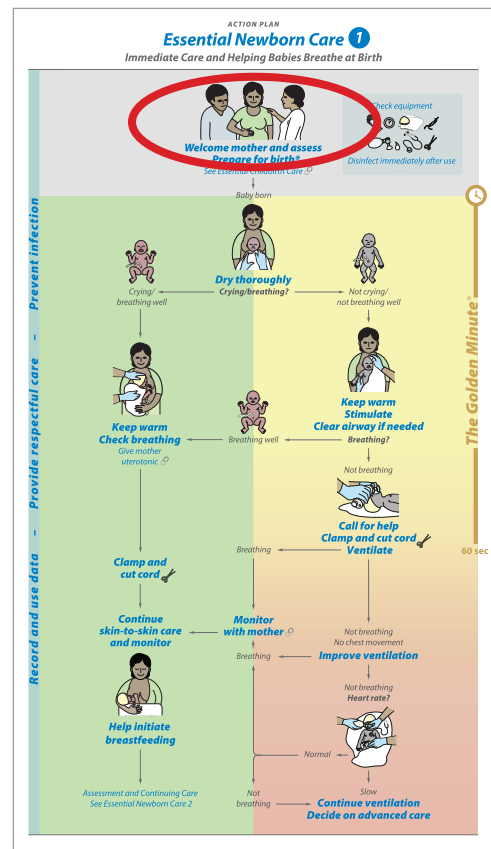 ACTION PLAN
Essential Newborn Care 1
Immediate Care and Helping Babies Breathe at Birth
Welcome mother and assess
Prepare for birth*
See Essential Childbirth Care
Check equipment
Disinfect immediately after use
Baby born
Dry thoroughly
Crying/breathing?
Crying/
breathing well
Not crying/
not breathing well
Keep warm
Check breathing
Give mother
uterotonic
Breathing well
Keep warm
Stimulate
Clear airway if needed
Breathing?
Not breathing
Call for help
Clamp and cut cord
Ventilate
Breathing
Clamp and
cut cord
Continue
skin-to-skin care
and monitor
Monitor
with mother
Not breathing
No chest movement
Breathing
Improve ventilation
Not breathing
Heart rate?
Help initiate
breastfeeding
Normal
Assessment and Continuing Care
See Essential Newborn Care 2
Not
breathing
Slow
Continue ventilation
Decide on advanced care
Record and use data – Provide respectful care – Prevent infection
The Golden Minute®
60 sec